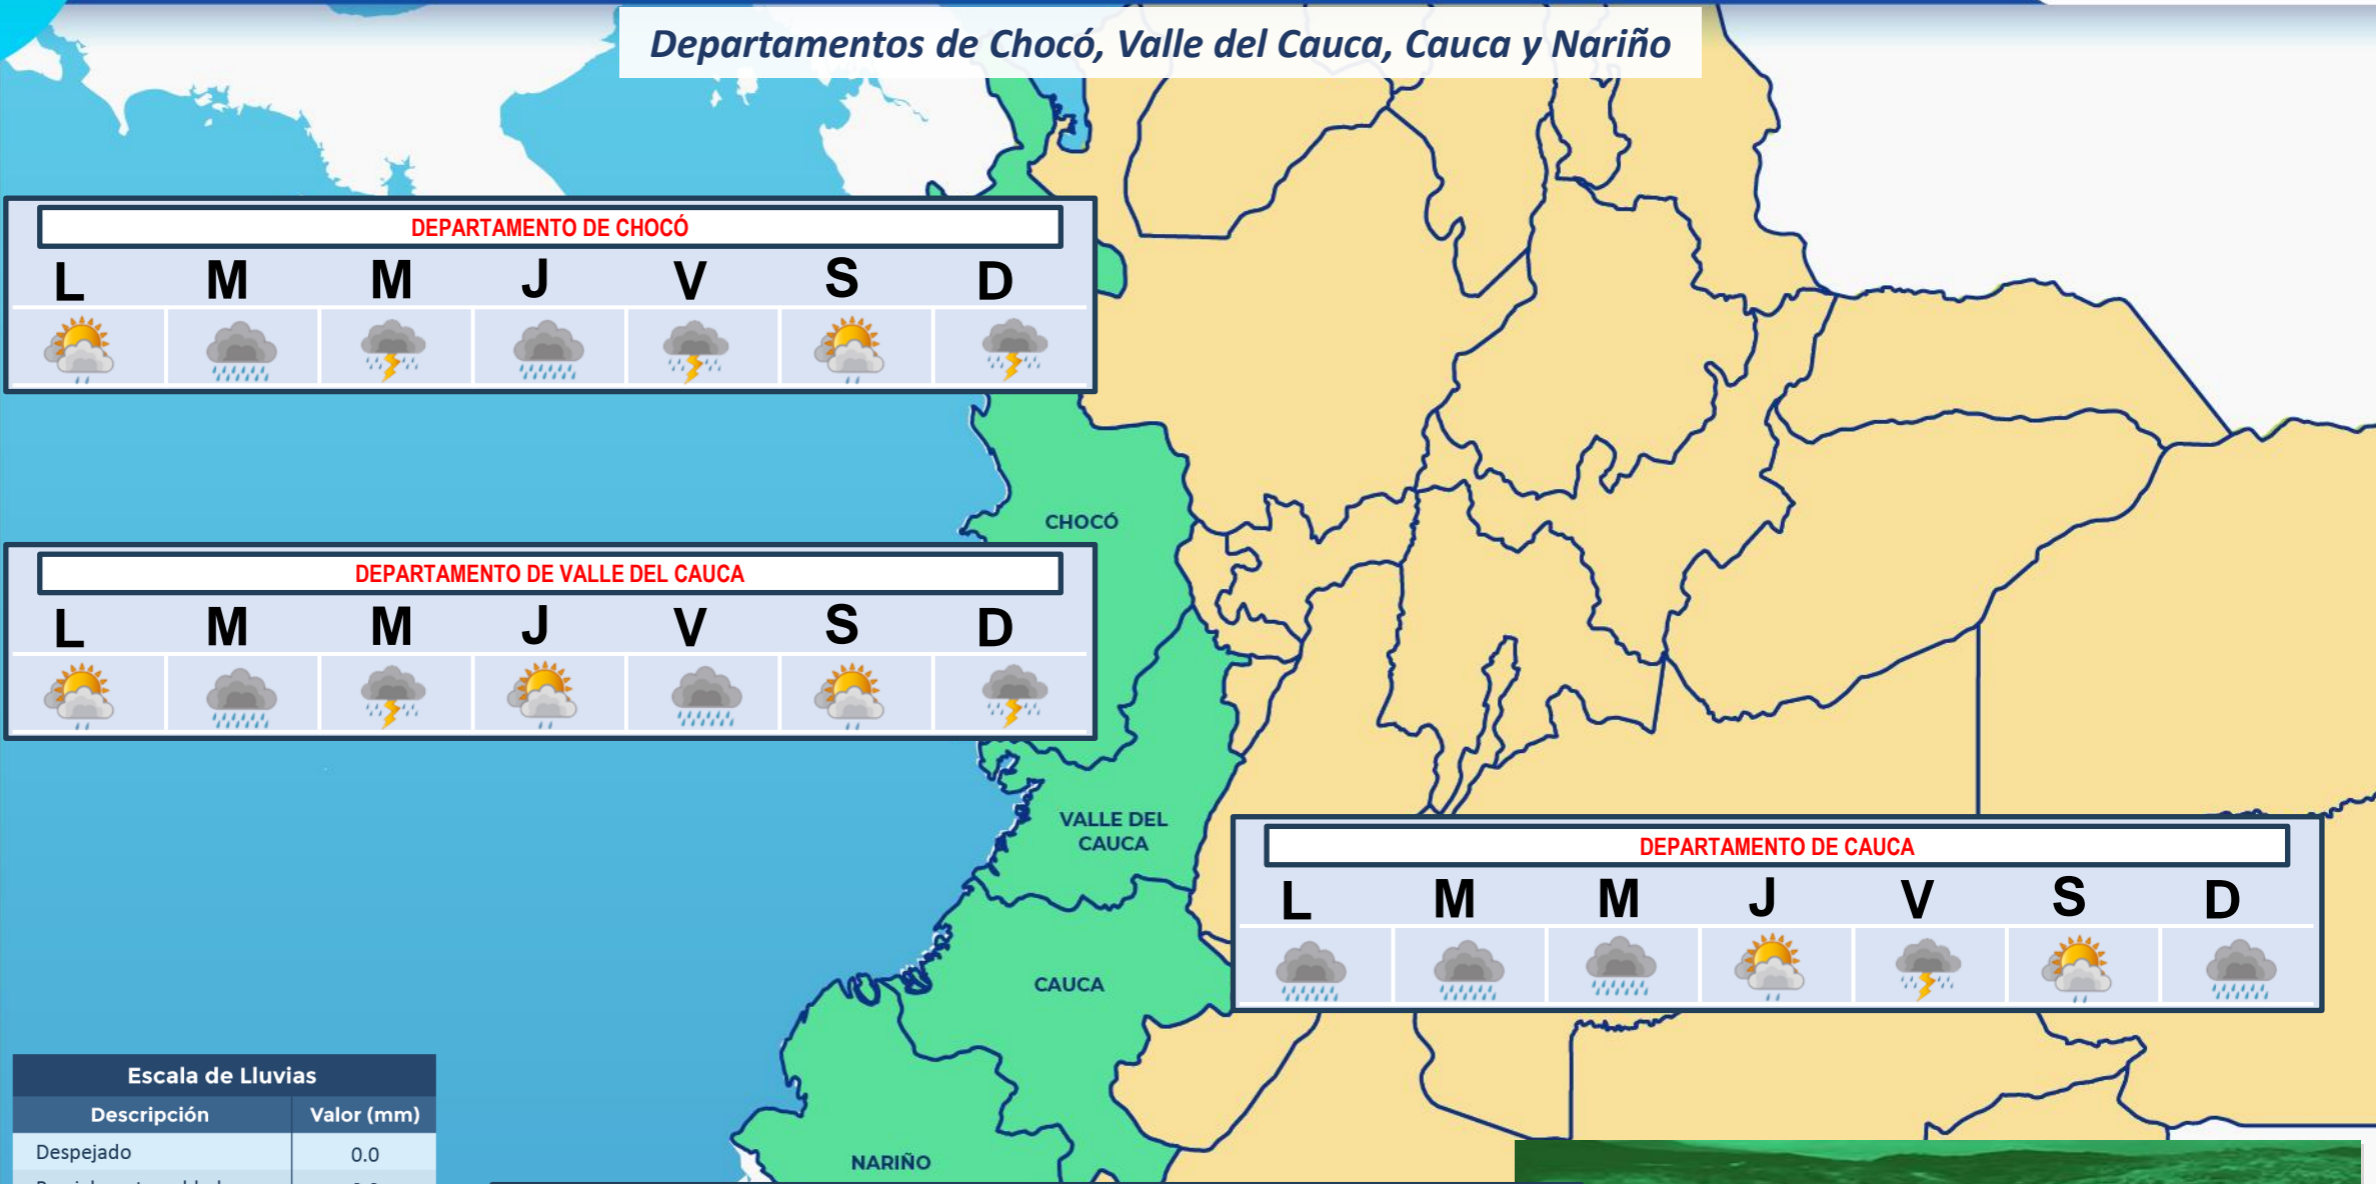 Departamentos de Chocó, Valle del Cauca, Cauca y Nariño
DEPARTAMENTO DE CHOCÓ
L M M J V S D
CHOCÓ
DEPARTAMENTO DE VALLE DEL CAUCA
L M M J V S D
VALLE DEL
CAUCA
DEPARTAMENTO DE CAUCA
L M M J V S D
CAUCA
NARIÑO
Escala de Lluvias
Descripción Valor (mm)
Despejado 0.0